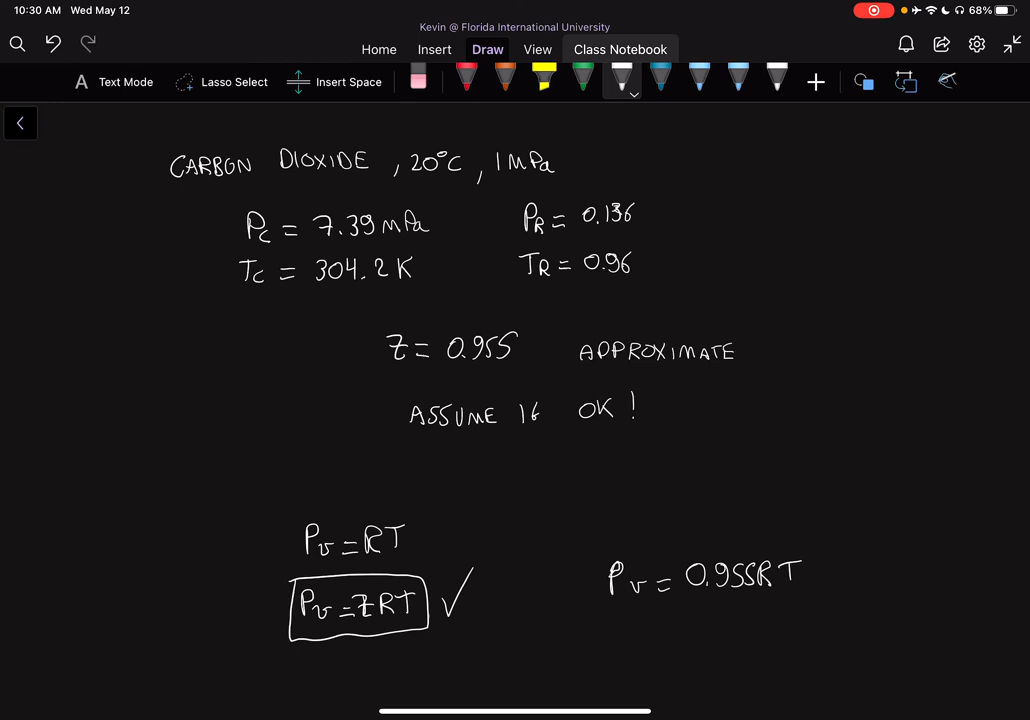 10:30 AM Wed May 12
68%
Kevin @ Florida International University
Home Insert Draw View Class Notebook
Text Mode Lasso Select Insert Space
CARBON DIOXIDE , 20°C , 1 MPa
Pc = 7.39 mPa PR = 0.136
Tc = 304.2 K TR = 0.96
Z = 0.955 APPROXIMATE
ASSUME IG OK !
Pv = RT
Pv = ZRT ✓
Pv = 0.955RT